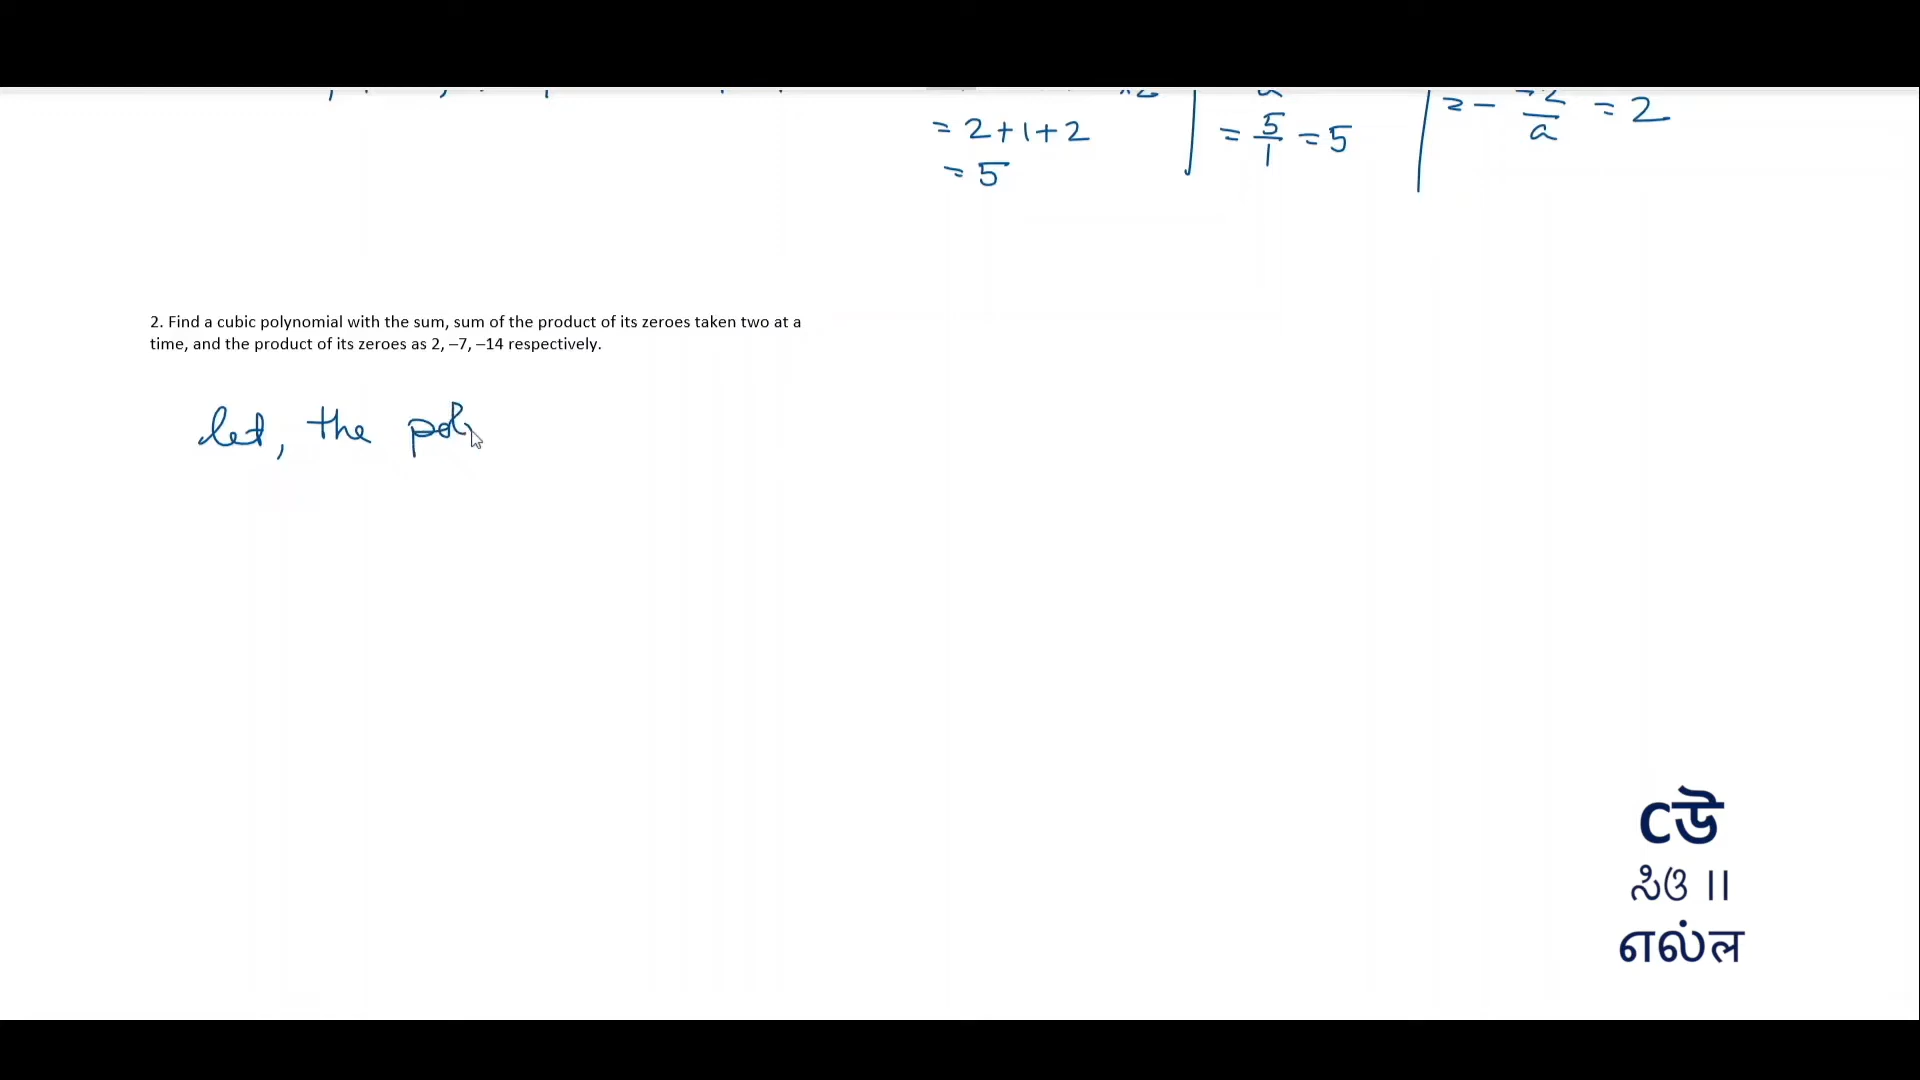 = 2+1+2
= 5
= 5/1 = 5
a = 2
2. Find a cubic polynomial with the sum, sum of the product of its zeroes taken two at a
time, and the product of its zeroes as 2, –7, –14 respectively.
let, the poly
Cউ
ಸಿଓ ॥
எல்ल